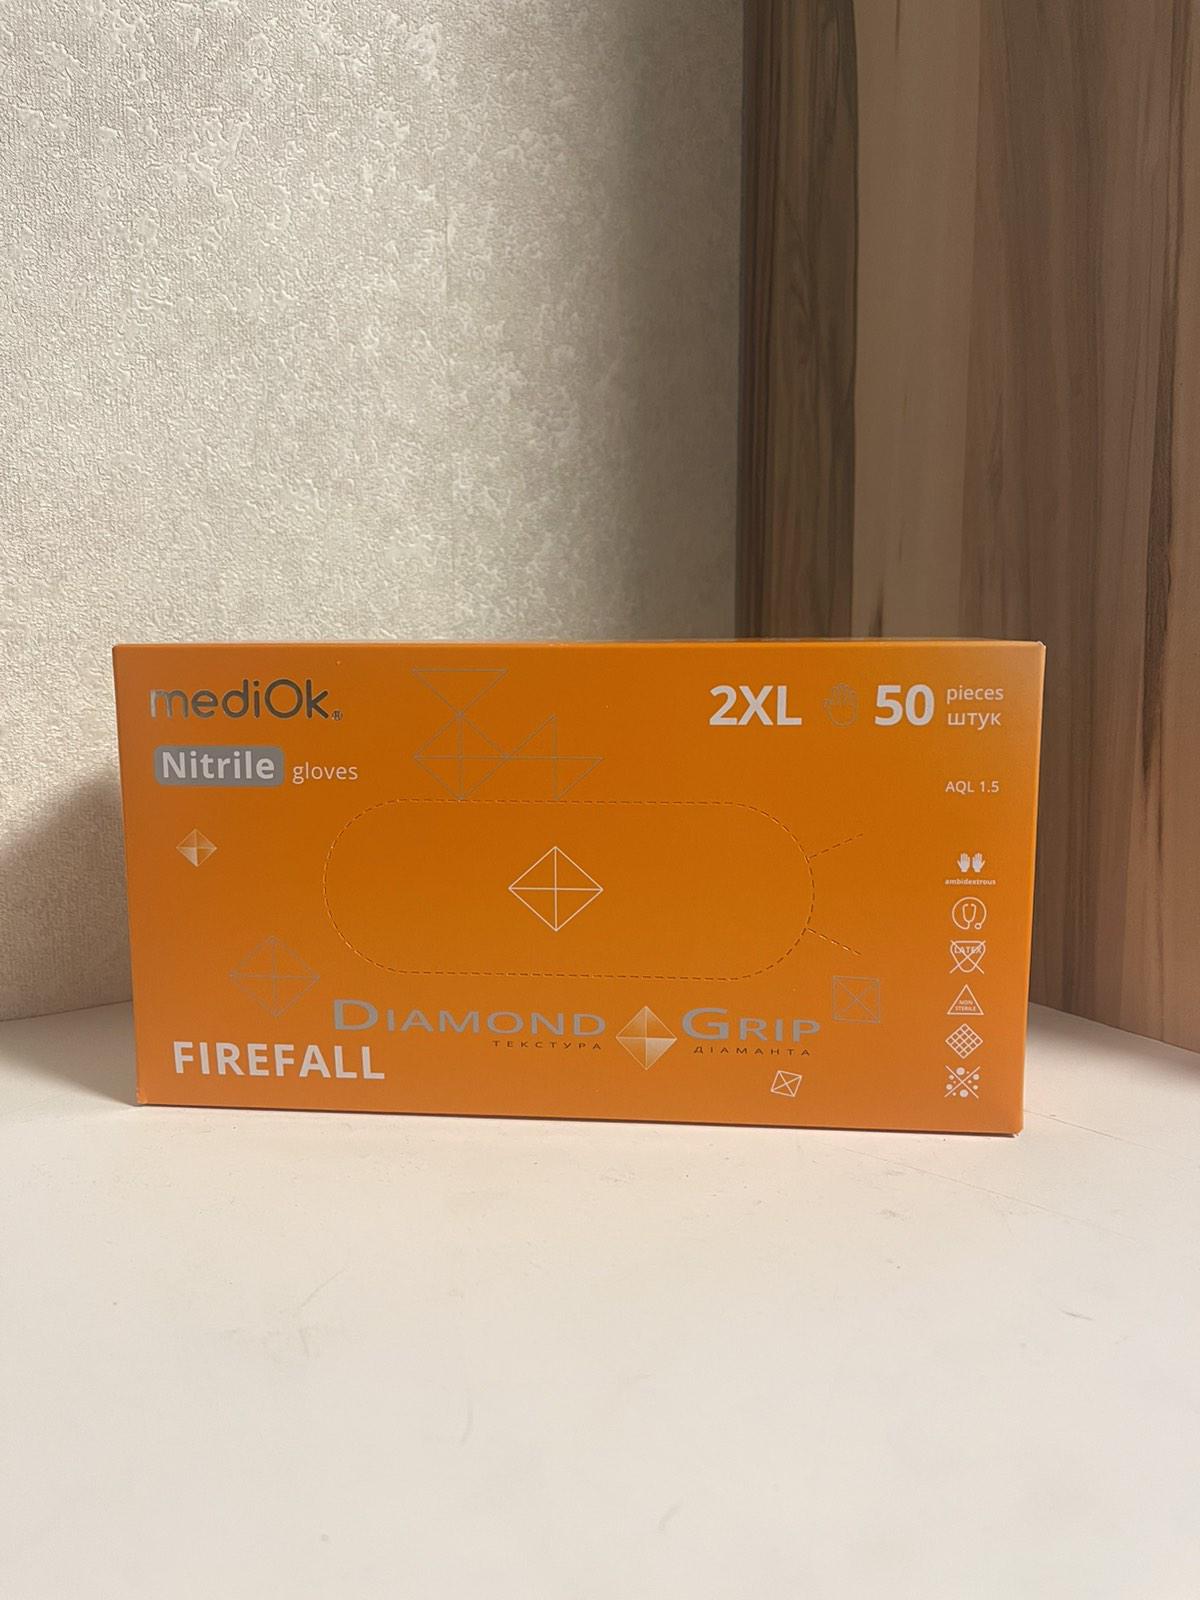 mediOk®
Nitrile gloves
2XL 50 pieces
штук
AQL 1.5
ambidextrous
LATEX
NON
STERILE
DIAMOND GRIP
ТЕКСТУРА ДІАМАНТА
FIREFALL